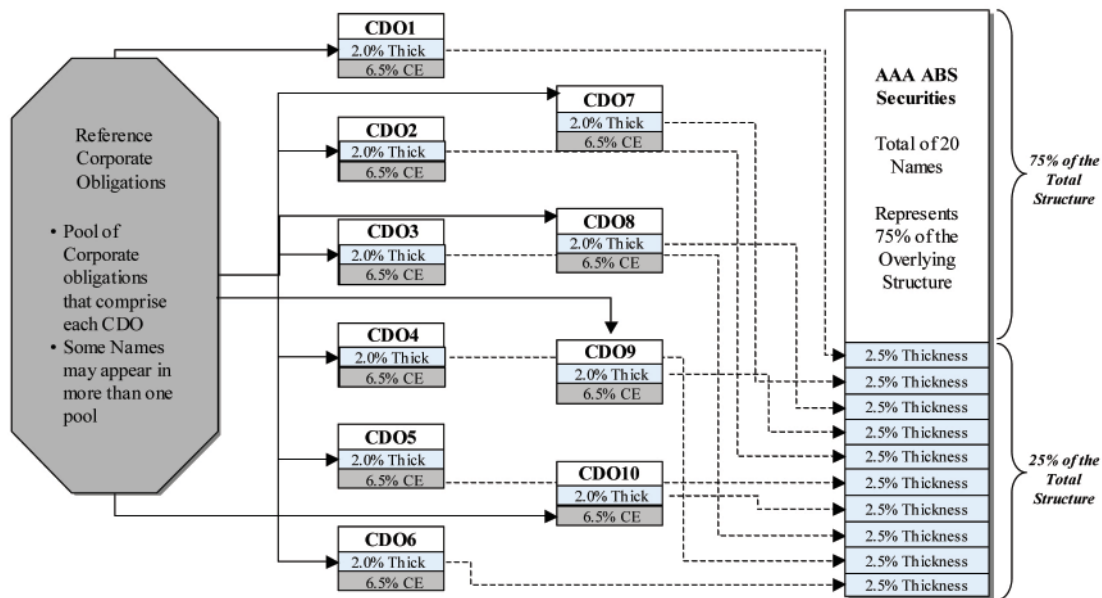 Reference
Corporate
Obligations
• Pool of
Corporate
obligations
that comprise
each CDO
• Some Names
may appear in
more than one
pool
CDO1
2.0% Thick
6.5% CE
CDO2
2.0% Thick
6.5% CE
CDO3
2.0% Thick
6.5% CE
CDO4
2.0% Thick
6.5% CE
CDO5
2.0% Thick
6.5% CE
CDO6
2.0% Thick
6.5% CE
CDO7
2.0% Thick
6.5% CE
CDO8
2.0% Thick
6.5% CE
CDO9
2.0% Thick
6.5% CE
CDO10
2.0% Thick
6.5% CE
AAA ABS
Securities
Total of 20
Names
Represents
75% of the
Overlying
Structure
2.5% Thickness
2.5% Thickness
2.5% Thickness
2.5% Thickness
2.5% Thickness
2.5% Thickness
2.5% Thickness
2.5% Thickness
2.5% Thickness
2.5% Thickness
75% of the
Total
Structure
25% of the
Total
Structure